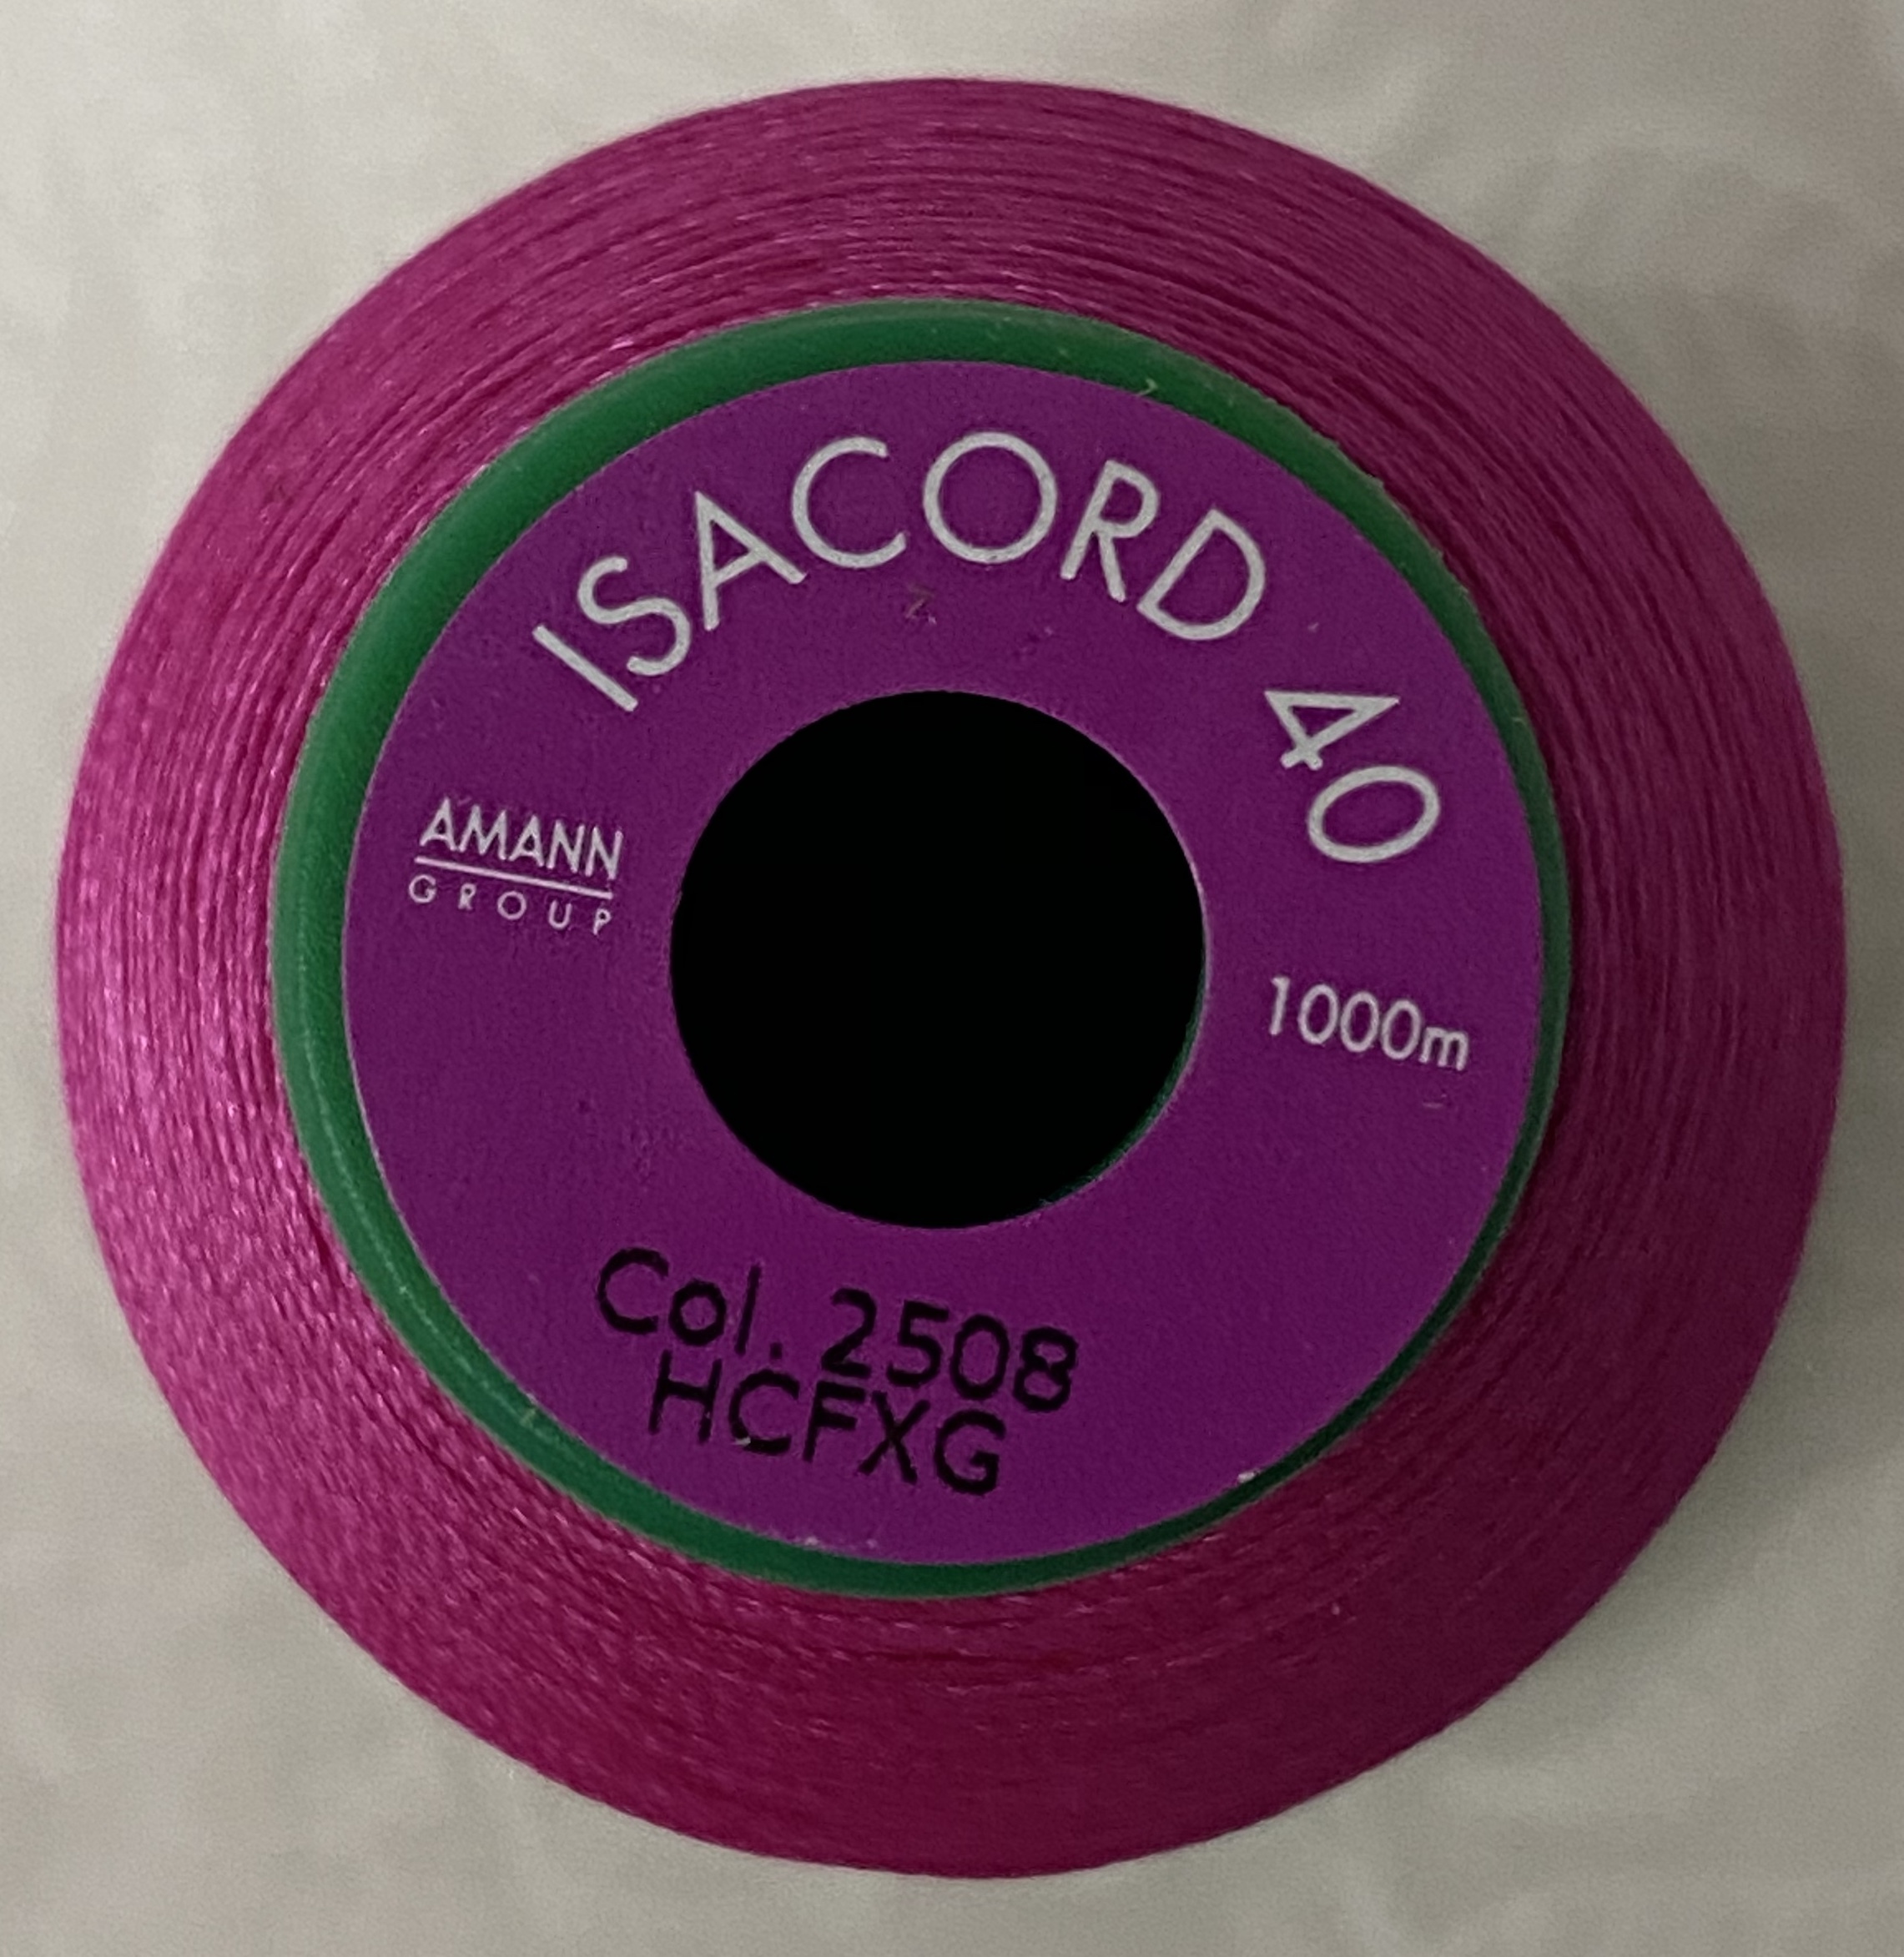 ISACORD 40
AMANN
GROUP
1000m
Col. 2508
HCFXG